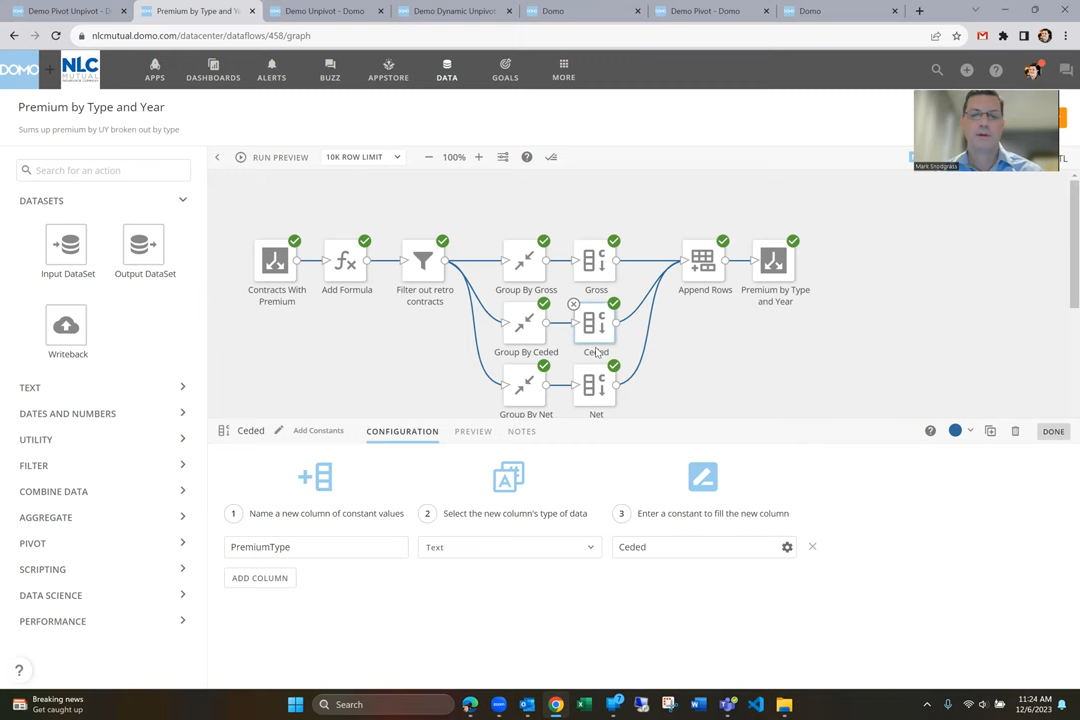 Demo Pivot Unpivot - D
Premium by Type and Ye
Demo Unpivot - Domo
Demo Dynamic Unpivot
Domo
Demo Pivot - Domo
Domo
nlcmutual.domo.com/datacenter/dataflows/458/graph
DOMO
NLC
MUTUAL
APPS
DASHBOARDS
ALERTS
BUZZ
APPSTORE
DATA
GOALS
MORE
Premium by Type and Year
Sums up premium by UY broken out by type
Mark Snodgrass
Search for an action
RUN PREVIEW
10K ROW LIMIT
100%
TL
DATASETS
Input DataSet
Output DataSet
Writeback
TEXT
DATES AND NUMBERS
UTILITY
FILTER
COMBINE DATA
AGGREGATE
PIVOT
SCRIPTING
DATA SCIENCE
PERFORMANCE
Contracts With
Premium
fx
Add Formula
Filter out retro
contracts
Group By Gross
Gross
Append Rows
Premium by Type
and Year
Group By Ceded
Ceded
Group By Net
Net
Ceded
Add Constants
CONFIGURATION
PREVIEW
NOTES
DONE
1 Name a new column of constant values
2 Select the new column's type of data
3 Enter a constant to fill the new column
PremiumType
Text
Ceded
ADD COLUMN
Breaking news
Get caught up
Search
7
11:24 AM
12/6/2023